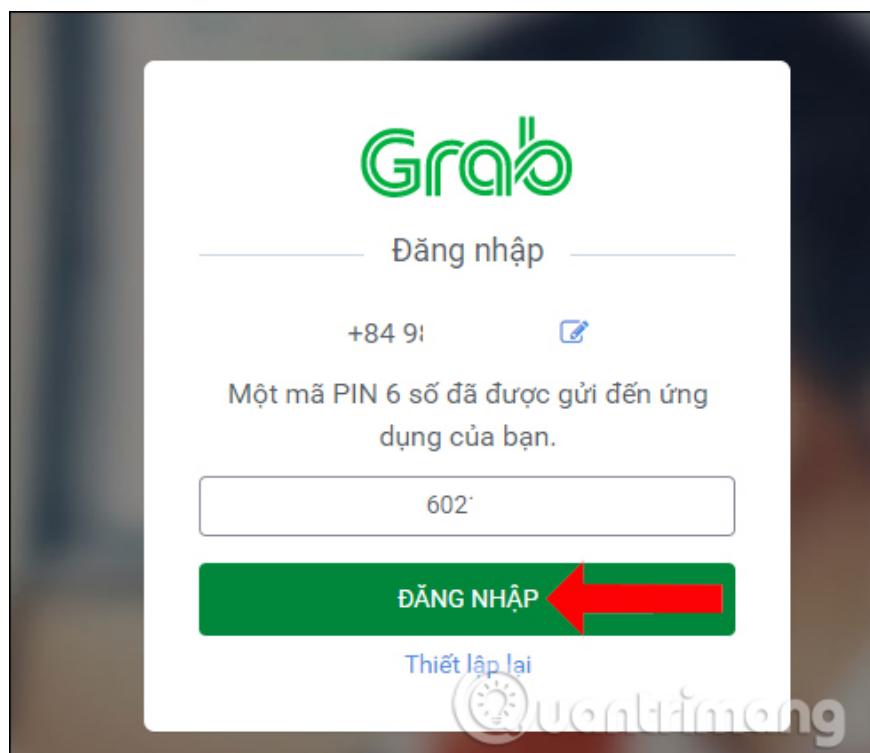 Grab
Đăng nhập
+84 98
Một mã PIN 6 số đã được gửi đến ứng
dụng của bạn.
602
ĐĂNG NHẬP
Thiết lập lại
Quantrimang